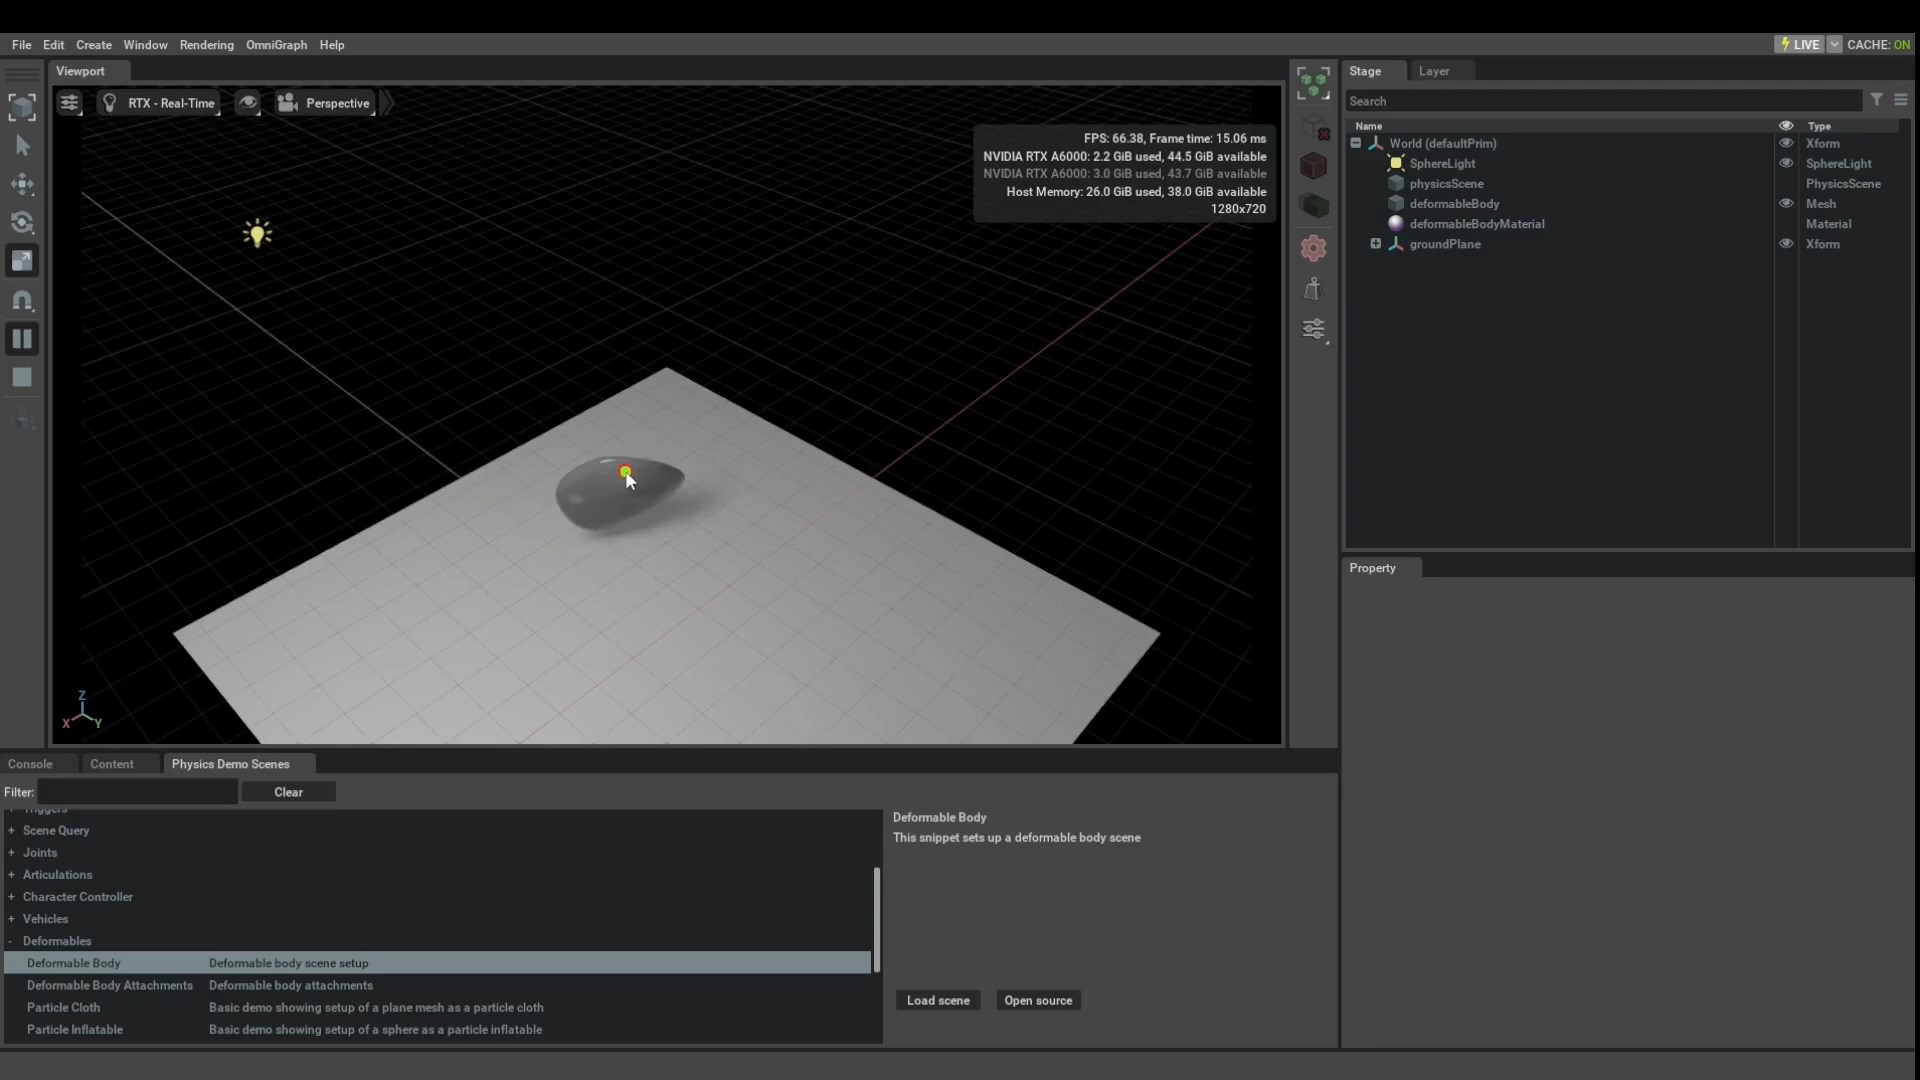 File Edit Create Window Rendering OmniGraph Help
LIVE CACHE: ON
Viewport
RTX - Real-Time Perspective
FPS: 66.38, Frame time: 15.06 ms
NVIDIA RTX A6000: 2.2 GiB used, 44.5 GiB available
NVIDIA RTX A6000: 3.0 GiB used, 43.7 GiB available
Host Memory: 26.0 GiB used, 38.0 GiB available
1280x720
Z
X Y
Stage Layer
Search
Name Type
World (defaultPrim) Xform
SphereLight SphereLight
physicsScene PhysicsScene
deformableBody Mesh
deformableBodyMaterial Material
groundPlane Xform
Property
Console Content Physics Demo Scenes
Filter: Clear
+ Triggers
+ Scene Query
+ Joints
+ Articulations
+ Character Controller
+ Vehicles
- Deformables
Deformable Body Deformable body scene setup
Deformable Body Attachments Deformable body attachments
Particle Cloth Basic demo showing setup of a plane mesh as a particle cloth
Particle Inflatable Basic demo showing setup of a sphere as a particle inflatable
Deformable Body
This snippet sets up a deformable body scene
Load scene Open source